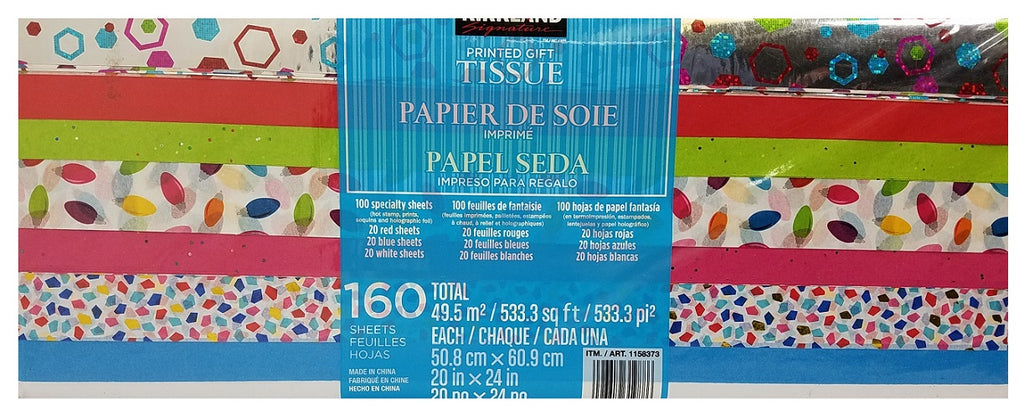 KIRKLAND
Signature
PRINTED GIFT
TISSUE
PAPIER DE SOIE
IMPRIMÉ
PAPEL SEDA
IMPRESO PARA REGALO
100 specialty sheets
(hot stamp, prints,
sequins and holographic foil)
20 red sheets
20 blue sheets
20 white sheets
100 feuilles de fantaisie
(feuilles imprimées, pailletées, estampées
à chaud, à relief et holographiques)
20 feuilles rouges
20 feuilles bleues
20 feuilles blanches
100 hojas de papel fantasía
(en termoimpresión, estampados,
lentejuelas y papel holográfico)
20 hojas rojas
20 hojas azules
20 hojas blancas
160
SHEETS
FEUILLES
HOJAS
MADE IN CHINA
FABRIQUÉ EN CHINE
HECHO EN CHINA
TOTAL
49.5 m² / 533.3 sq ft / 533.3 pi²
EACH / CHAQUE / CADA UNA
50.8 cm × 60.9 cm
20 in × 24 in
20 po × 24 po
ITM. / ART. 1158373